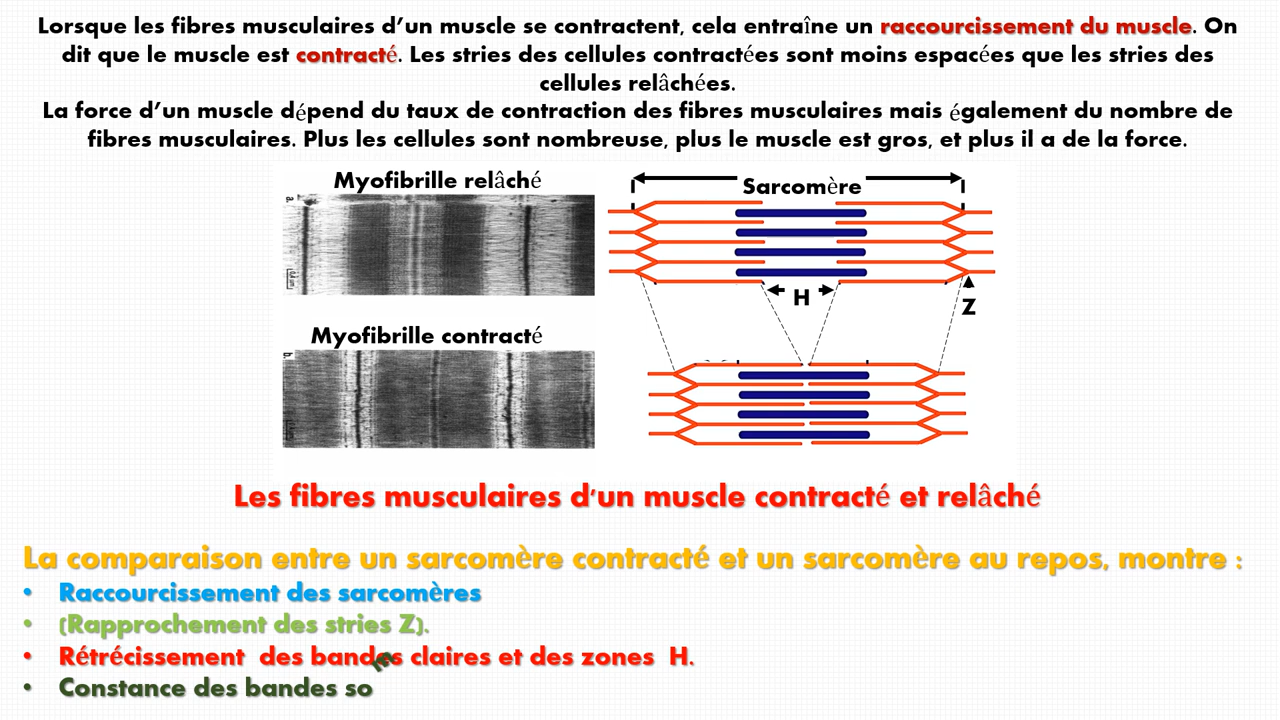 Lorsque les fibres musculaires d'un muscle se contractent, cela entraîne un raccourcissement du muscle. On
dit que le muscle est contracté. Les stries des cellules contractées sont moins espacées que les stries des
cellules relâchées.
La force d'un muscle dépend du taux de contraction des fibres musculaires mais également du nombre de
fibres musculaires. Plus les cellules sont nombreuse, plus le muscle est gros, et plus il a de la force.
Myofibrille relâché
a.
Sarcomère
H
Z
Myofibrille contracté
b.
Les fibres musculaires d'un muscle contracté et relâché
La comparaison entre un sarcomère contracté et un sarcomère au repos, montre :
• Raccourcissement des sarcomères
• (Rapprochement des stries Z).
• Rétrécissement des bandes claires et des zones H.
• Constance des bandes som